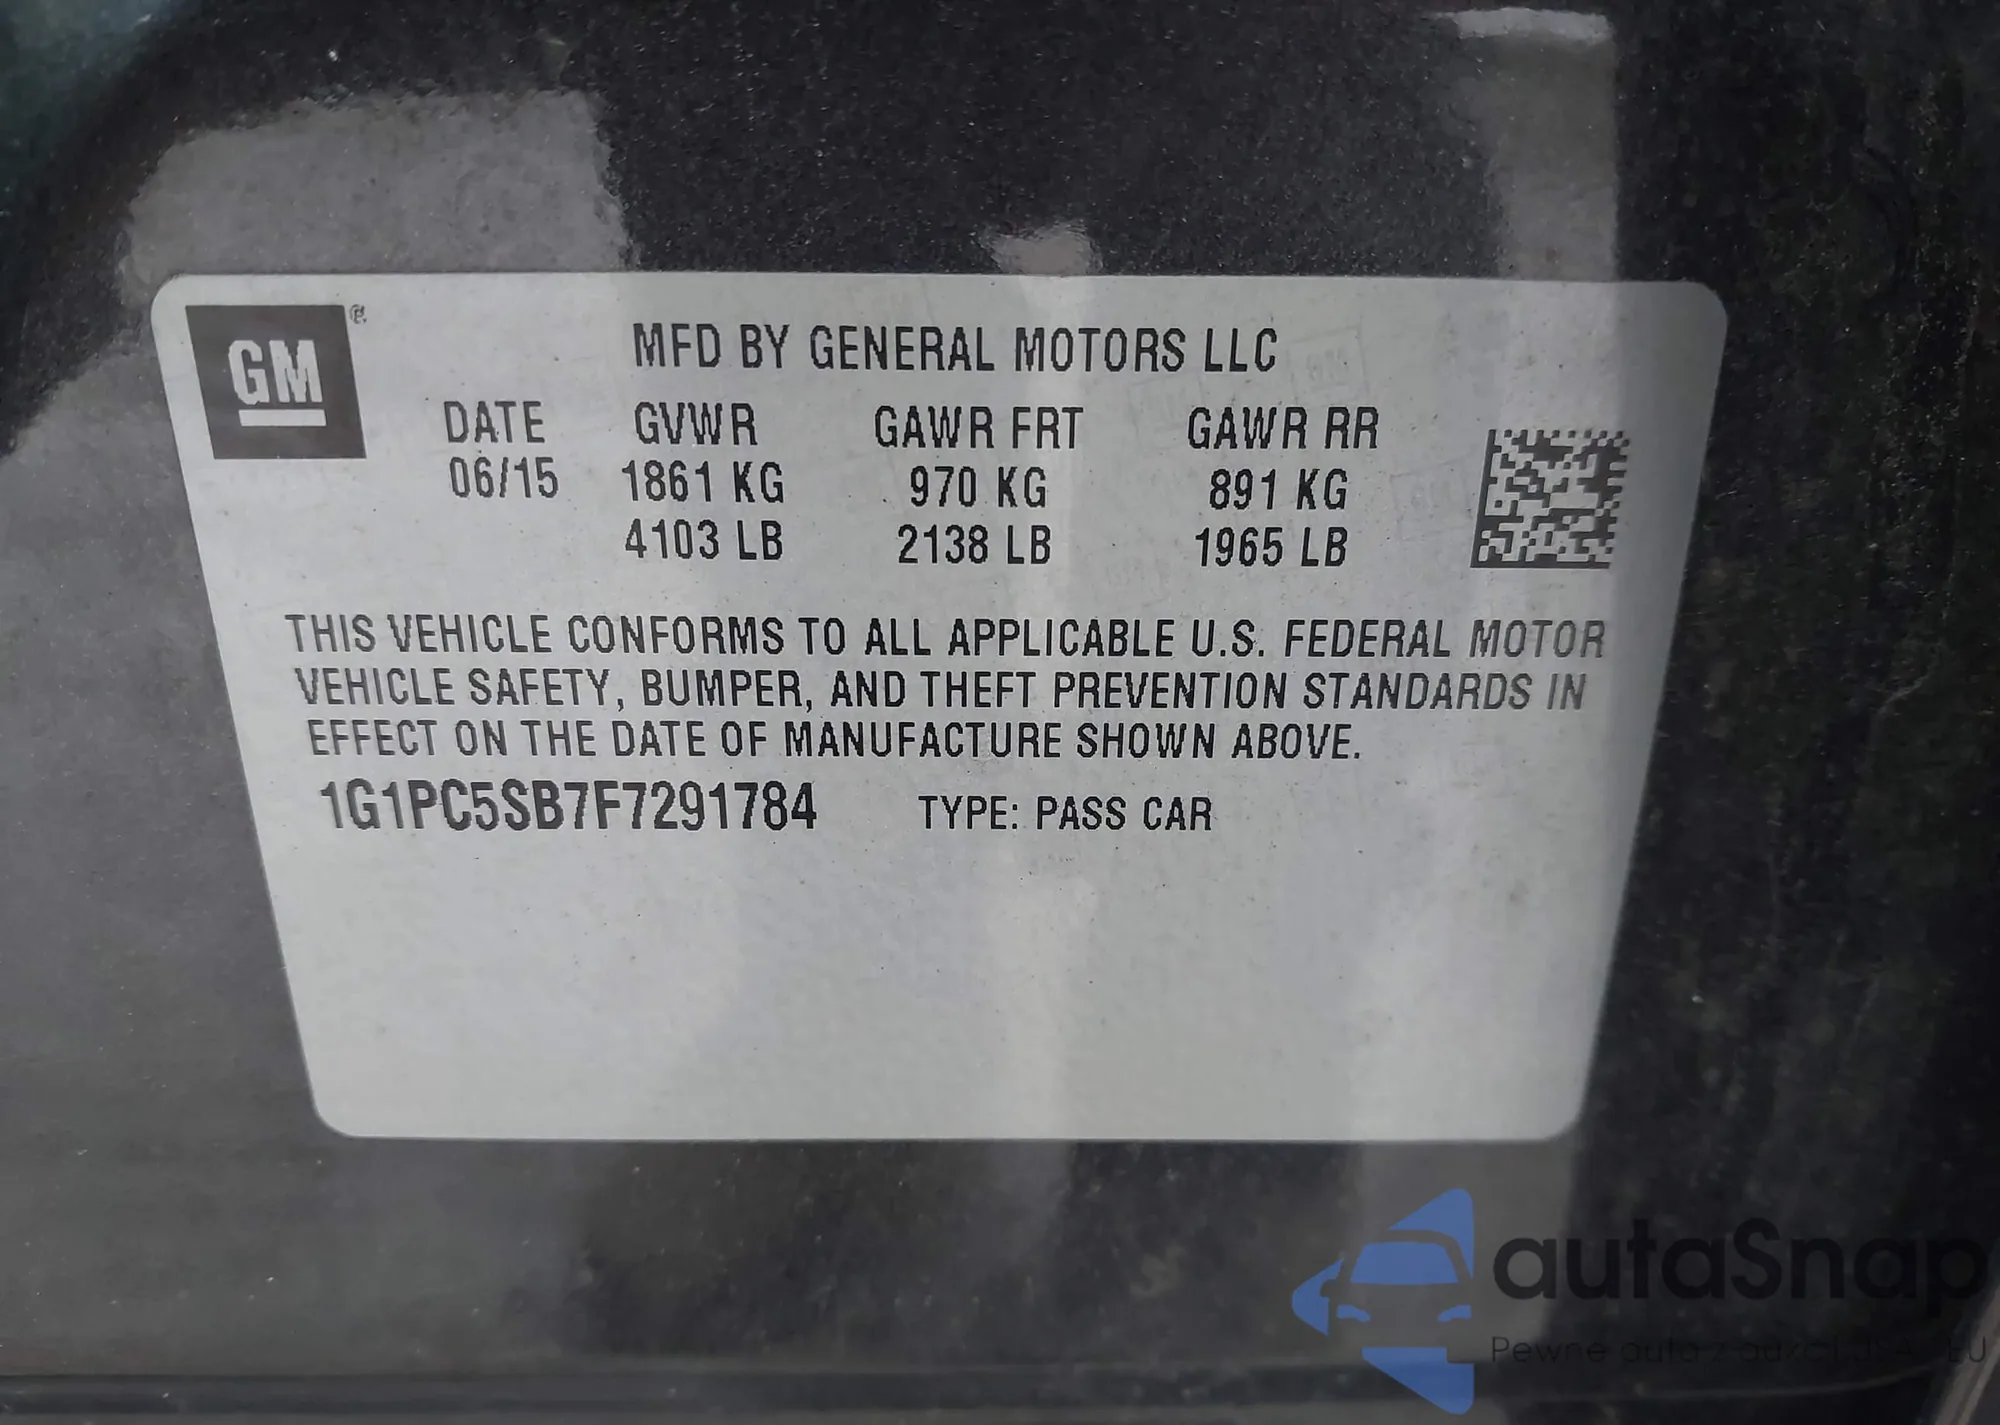 GM ®
MFD BY GENERAL MOTORS LLC
DATE GVWR GAWR FRT GAWR RR
06/15 1861 KG 970 KG 891 KG
4103 LB 2138 LB 1965 LB
THIS VEHICLE CONFORMS TO ALL APPLICABLE U.S. FEDERAL MOTOR
VEHICLE SAFETY, BUMPER, AND THEFT PREVENTION STANDARDS IN
EFFECT ON THE DATE OF MANUFACTURE SHOWN ABOVE.
1G1PC5SB7F7291784 TYPE: PASS CAR
autaSnap
Pewne auta z